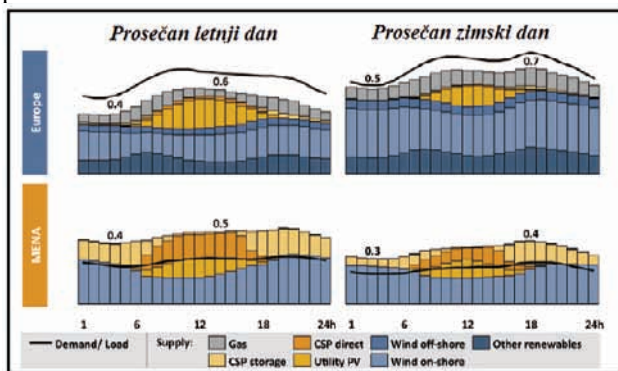 Prosečan letnji dan Prosečan zimski dan
Europe
0.4 0.6 0.5 0.7
MENA
0.4 0.5 0.3 0.4
1 6 12 18 24h 1 6 12 18 24h
Demand/ Load Supply: Gas CSP direct Wind off-shore Other renewables
CSP storage Utility PV Wind on-shore